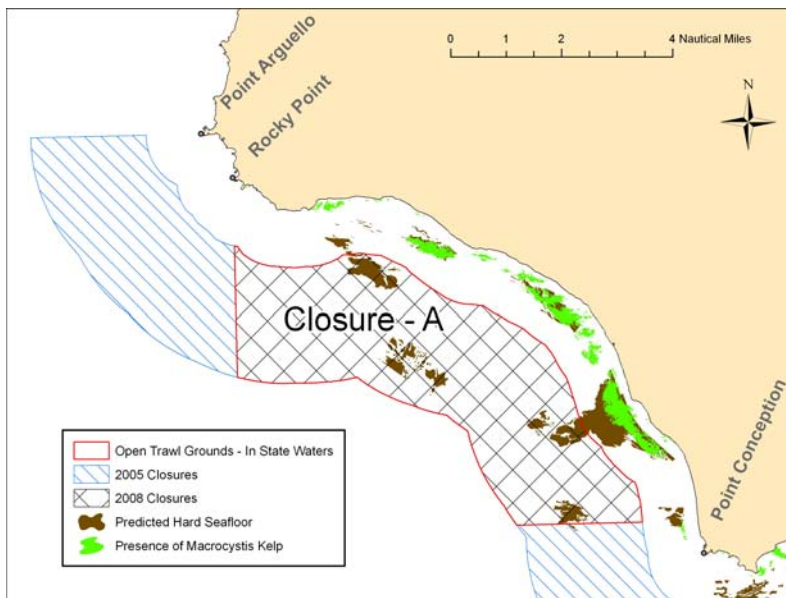 Point Arguello
Rocky Point
0 2 4 Nautical Miles
N
Closure - A
Point Conception
Open Trawl Grounds - In State Waters
2005 Closures
2008 Closures
Predicted Hard Seafloor
Presence of Macrocystis Kelp